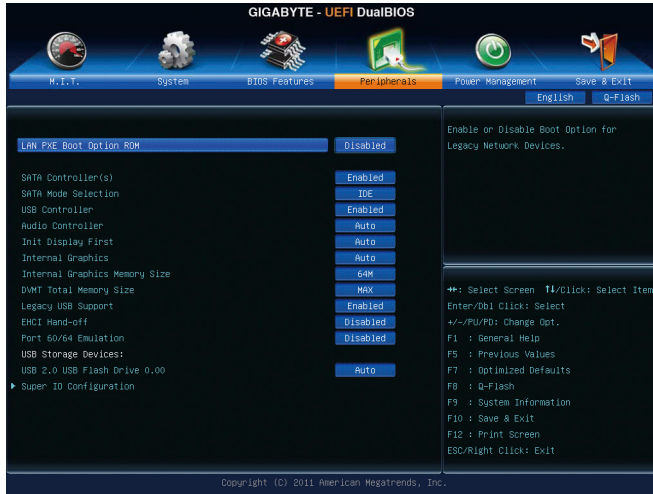 GIGABYTE - UEFI DualBIOS
M.I.T. System BIOS Features Peripherals Power Management Save & Exit
English Q-Flash
LAN PXE Boot Option ROM Disabled
SATA Controller(s) Enabled
SATA Mode Selection IDE
USB Controller Enabled
Audio Controller Auto
Init Display First Auto
Internal Graphics Auto
Internal Graphics Memory Size 64M
DVMT Total Memory Size MAX
Legacy USB Support Enabled
EHCI Hand-off Disabled
Port 60/64 Emulation Disabled
USB Storage Devices:
USB 2.0 USB Flash Drive 0.00 Auto
Super IO Configuration
Enable or Disable Boot Option for
Legacy Network Devices.
→←: Select Screen ↑↓/Click: Select Item
Enter/Dbl Click: Select
+/-/PU/PD: Change Opt.
F1 : General Help
F5 : Previous Values
F7 : Optimized Defaults
F8 : Q-Flash
F9 : System Information
F10 : Save & Exit
F12 : Print Screen
ESC/Right Click: Exit
Copyright (C) 2011 American Megatrends, Inc.